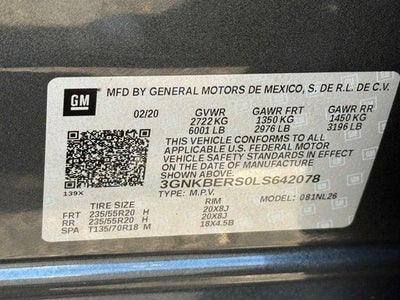 GM
MFD BY GENERAL MOTORS DE MEXICO, S. DE R.L. DE C.V.
02/20 GVWR GAWR FRT GAWR RR
2722 KG 1350 KG 1450 KG
6001 LB 2976 LB 3196 LB
THIS VEHICLE CONFORMS TO ALL
APPLICABLE U.S. FEDERAL MOTOR
VEHICLE SAFETY STANDARDS IN
EFFECT ON THE DATE OF
MANUFACTURE SHOWN ABOVE.
3GNKBERS0LS642078
139X TYPE: M.P.V. MODEL: 081NL26
TIRE SIZE RIM
FRT 235/55R20 H 20X8J
RR 235/55R20 H 20X8J
SPA T135/70R18 M 18X4.5B